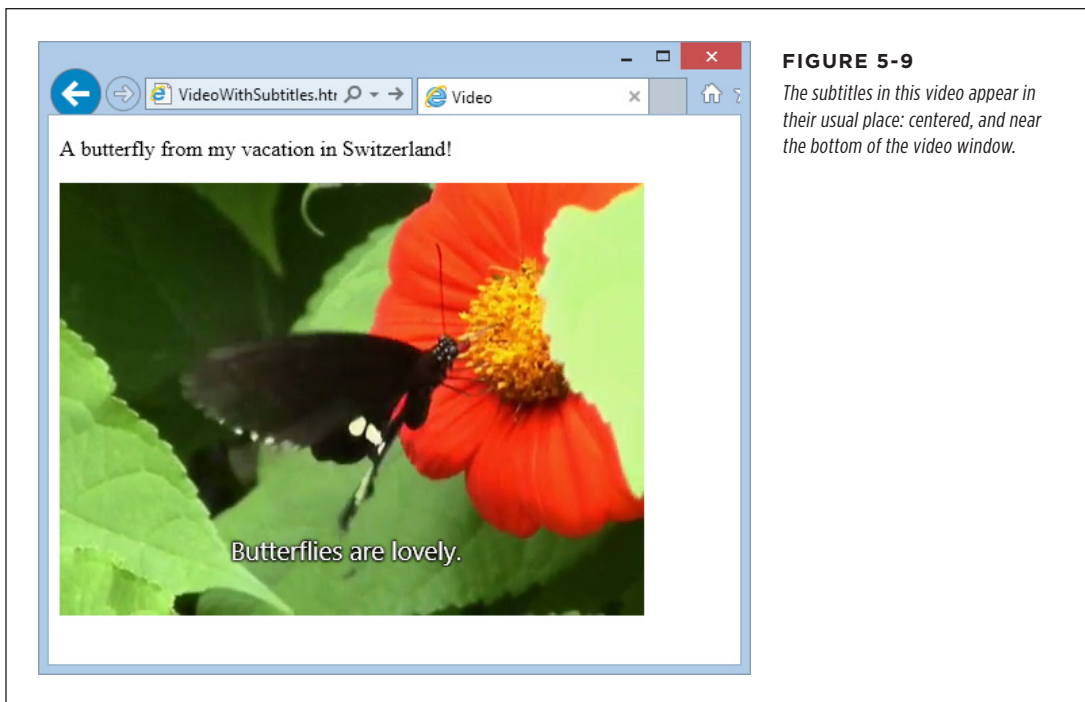 VideoWithSubtitles.htr
Video
A butterfly from my vacation in Switzerland!
Butterflies are lovely.
FIGURE 5-9
The subtitles in this video appear in
their usual place: centered, and near
the bottom of the video window.